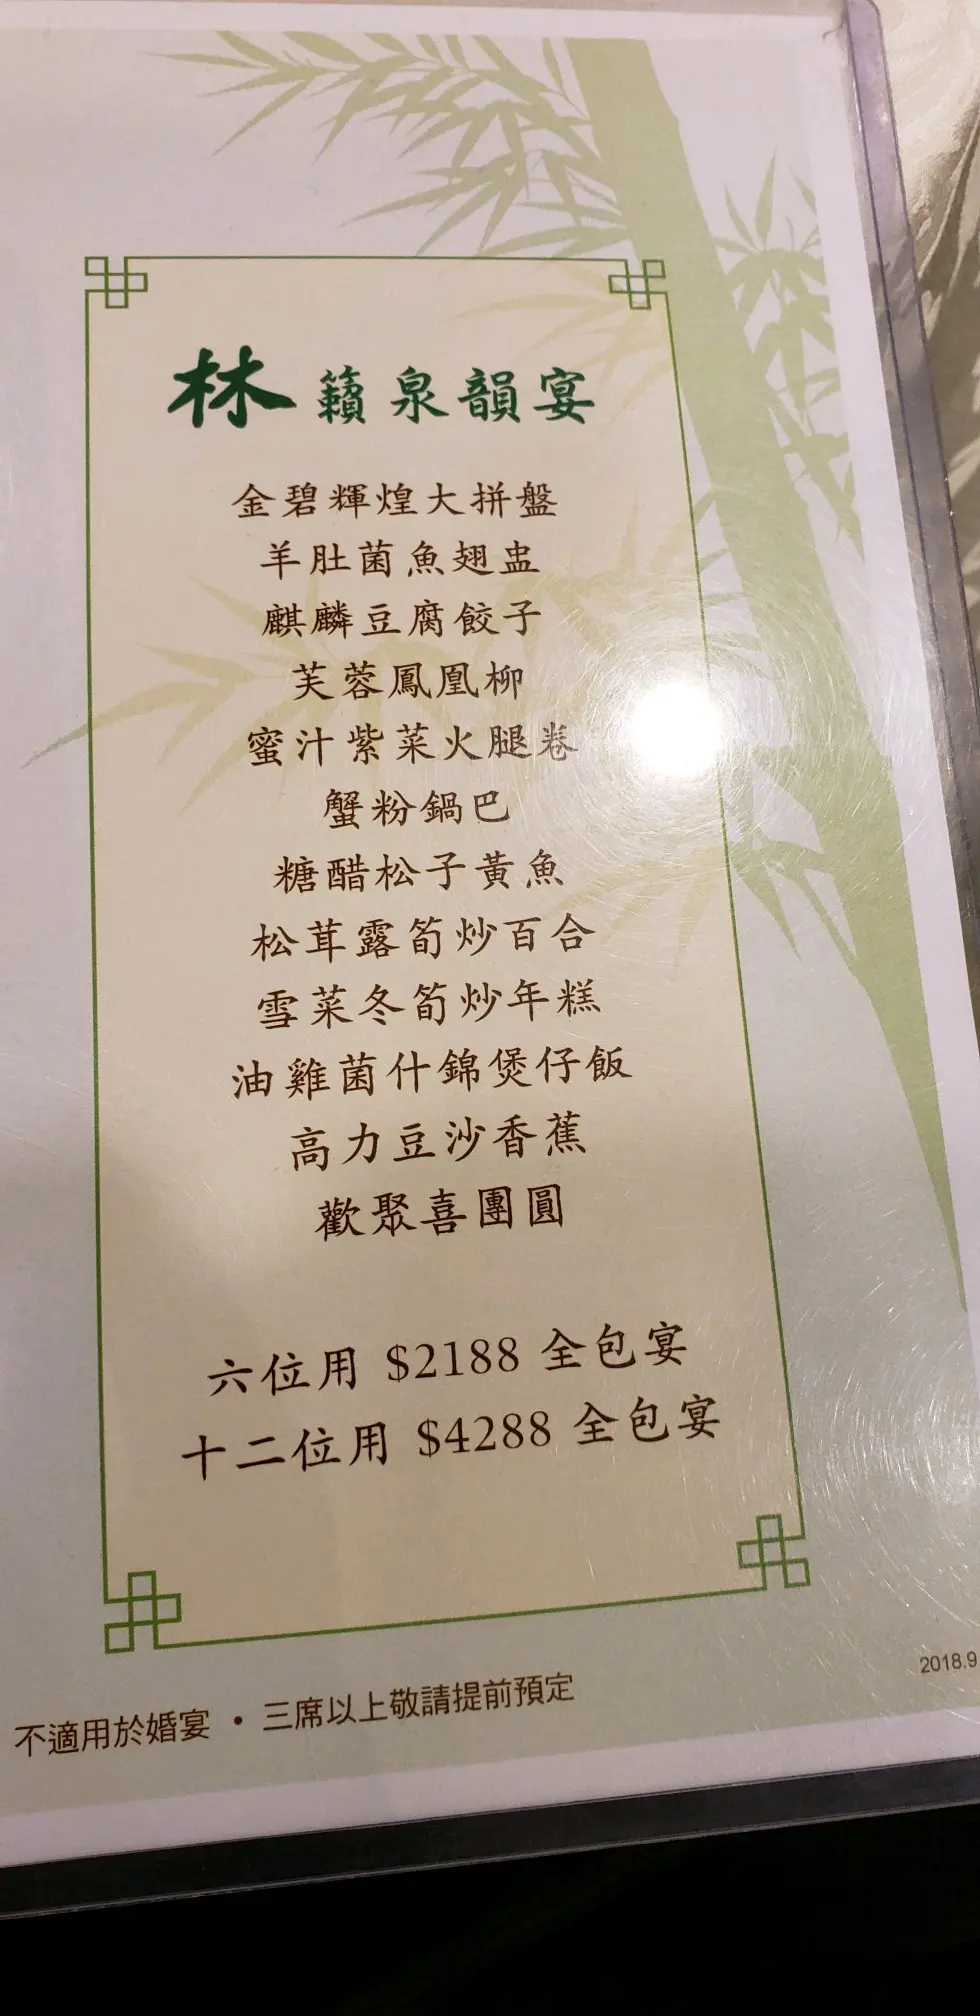 林籟泉韻宴
金碧輝煌大拼盤
羊肚菌魚翅盅
麒麟豆腐餃子
芙蓉鳳凰柳
蜜汁紫菜火腿卷
蟹粉鍋巴
糖醋松子黃魚
松茸露筍炒百合
雪菜冬筍炒年糕
油雞菌什錦煲仔飯
高力豆沙香蕉
歡聚喜團圓
六位用 $2188 全包宴
十二位用 $4288 全包宴
2018.9
不適用於婚宴 • 三席以上敬請提前預定